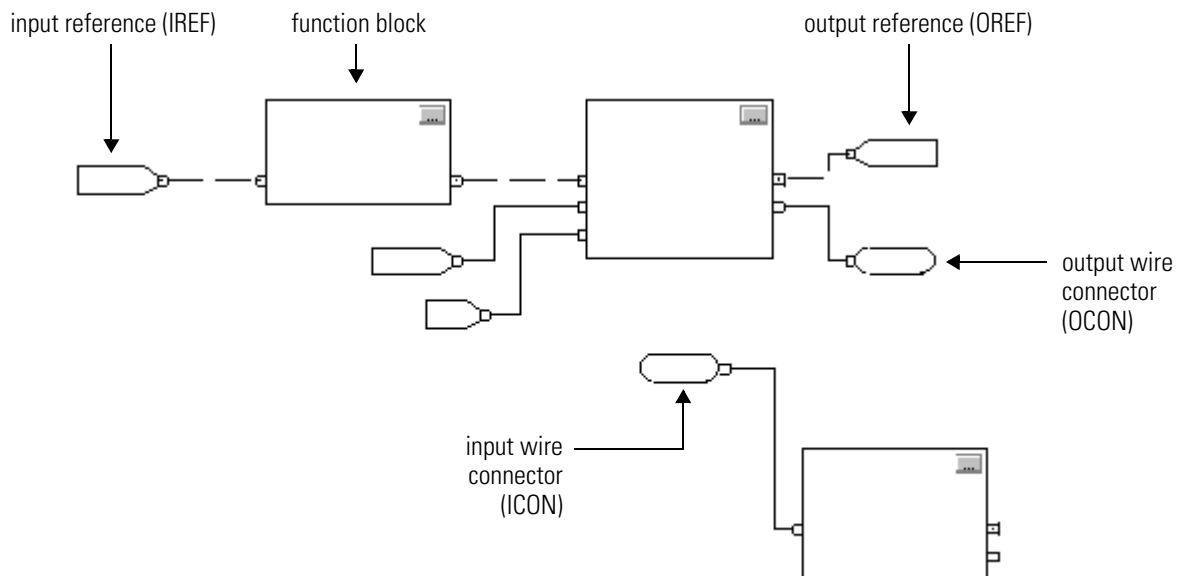 input reference (IREF)
function block
output reference (OREF)
...
...
output wire
connector
(OCON)
input wire
connector
(ICON)
...